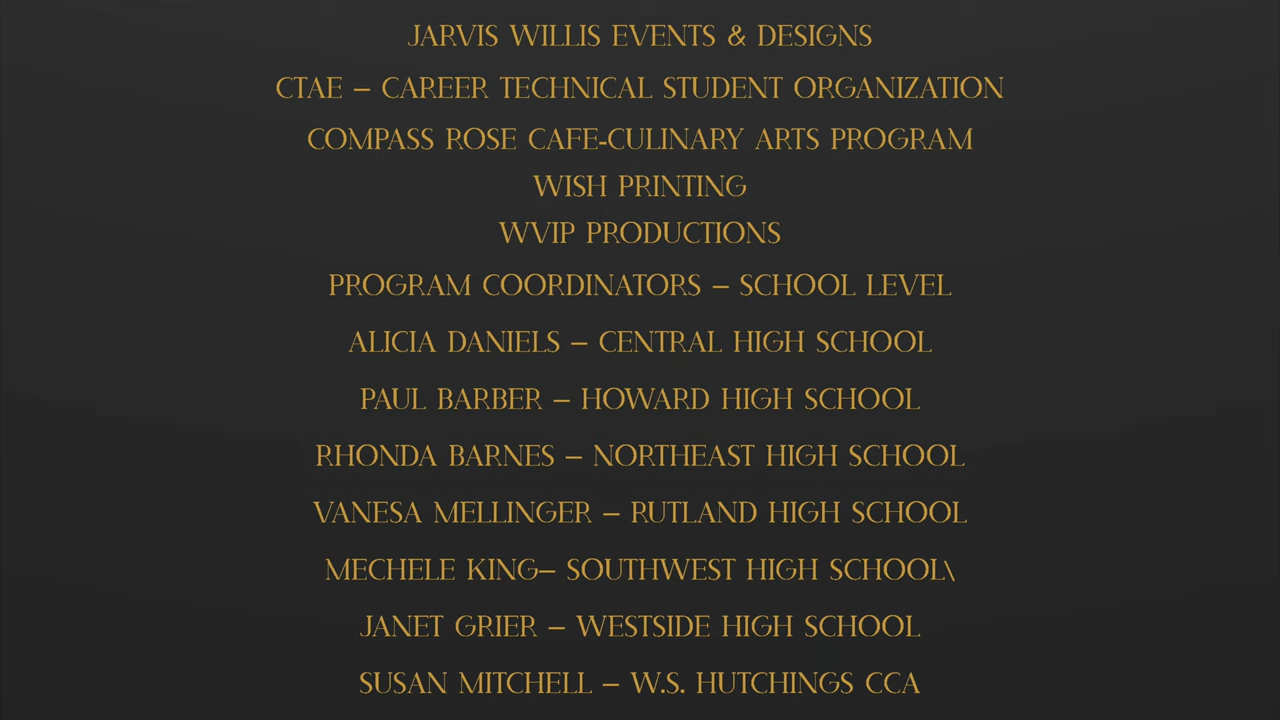 JARVIS WILLIS EVENTS & DESIGNS
CTAE – CAREER TECHNICAL STUDENT ORGANIZATION
COMPASS ROSE CAFE-CULINARY ARTS PROGRAM
WISH PRINTING
WVIP PRODUCTIONS
PROGRAM COORDINATORS – SCHOOL LEVEL
ALICIA DANIELS – CENTRAL HIGH SCHOOL
PAUL BARBER – HOWARD HIGH SCHOOL
RHONDA BARNES – NORTHEAST HIGH SCHOOL
VANESA MELLINGER – RUTLAND HIGH SCHOOL
MECHELE KING– SOUTHWEST HIGH SCHOOL\
JANET GRIER – WESTSIDE HIGH SCHOOL
SUSAN MITCHELL – W.S. HUTCHINGS CCA